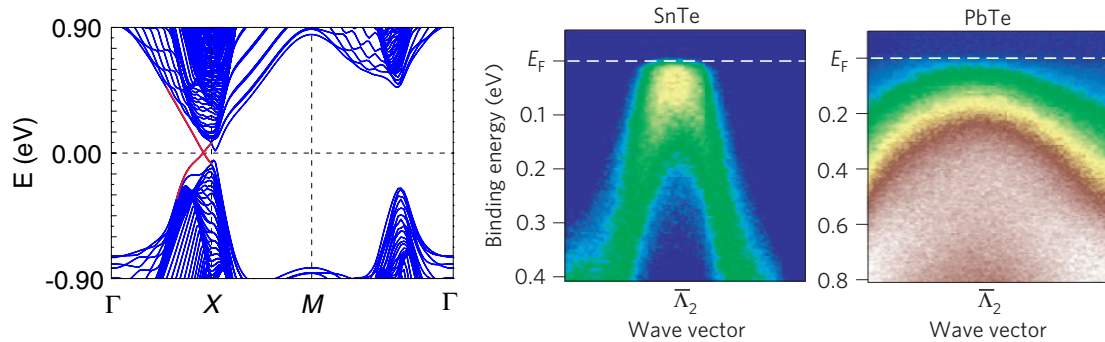 0.90
0.00
-0.90
E (eV)
Γ
X
M
Γ
SnTe
E_F
0.1
0.2
0.3
0.4
Binding energy (eV)
Λ̅₂
Wave vector
PbTe
E_F
0.2
0.4
0.6
0.8
Λ̅₂
Wave vector